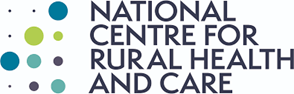 NATIONAL
CENTRE FOR
RURAL HEALTH
AND CARE